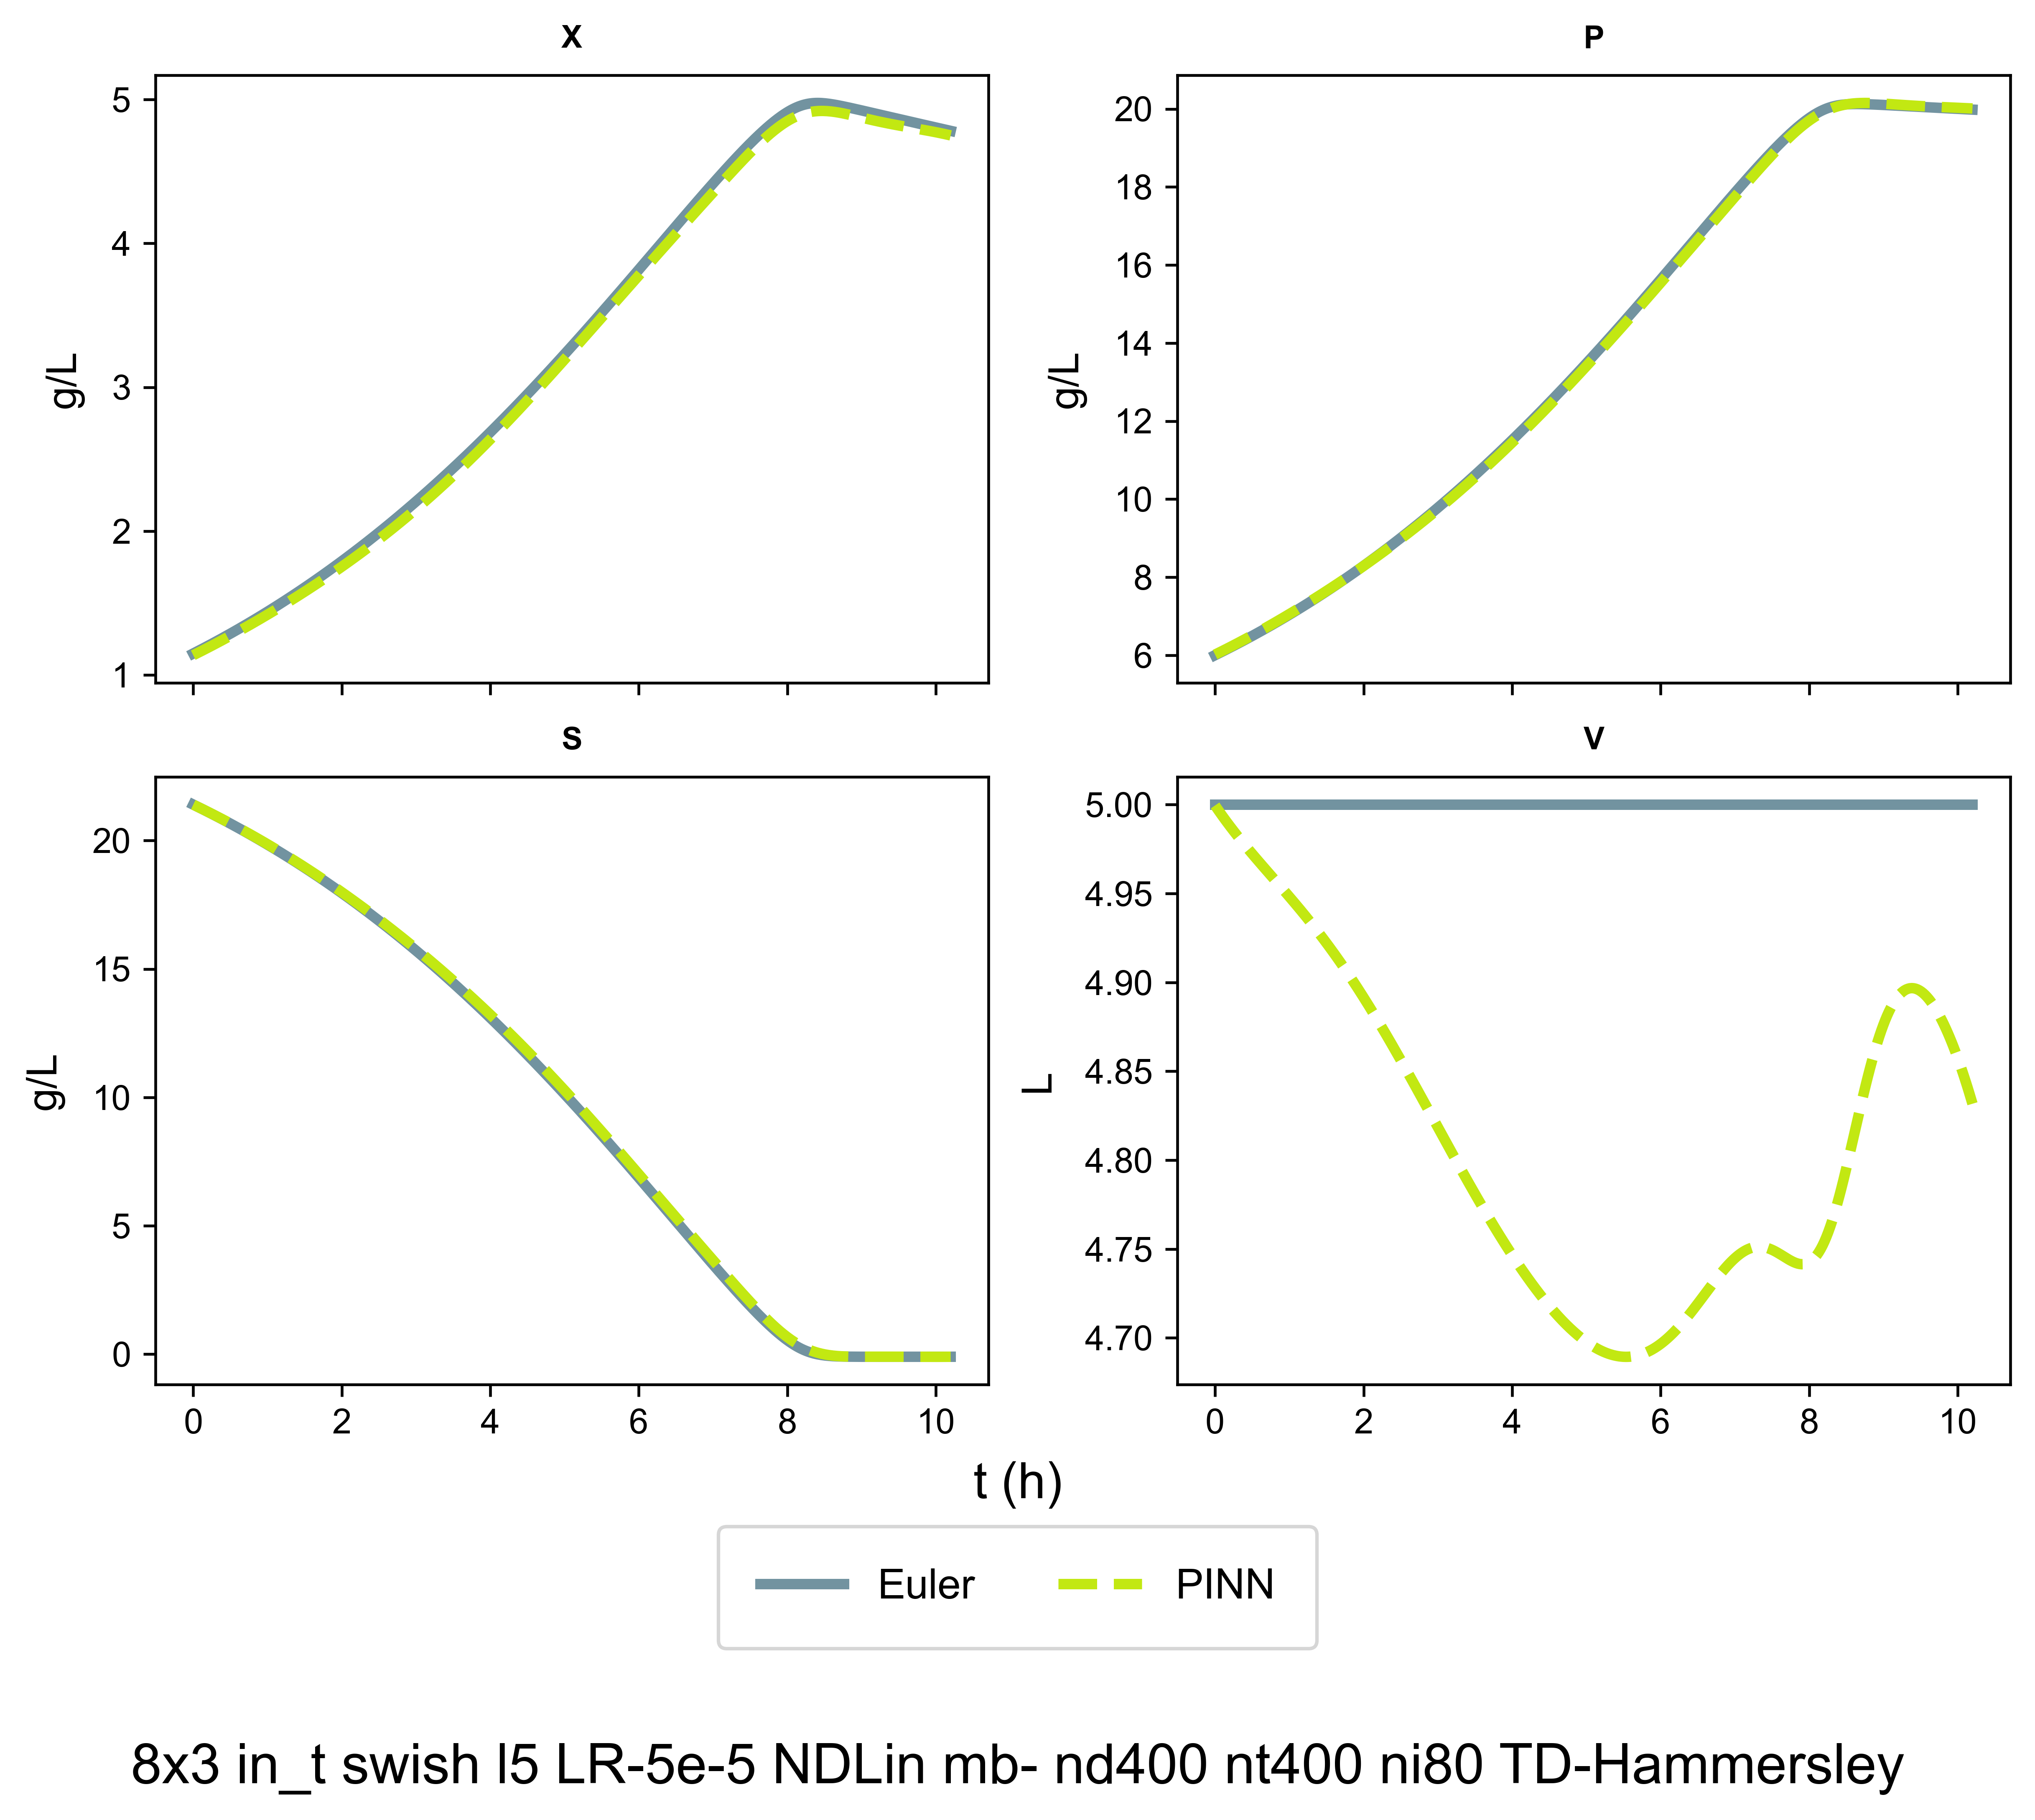 X
P
5
4
3
2
1
g/L
20
18
16
14
12
10
8
6
g/L
S
V
20
15
10
5
0
g/L
0 2 4 6 8 10
5.00
4.95
4.90
4.85
4.80
4.75
4.70
L
0 2 4 6 8 10
t (h)
Euler PINN
8x3 in_t swish l5 LR-5e-5 NDLin mb- nd400 nt400 ni80 TD-Hammersley